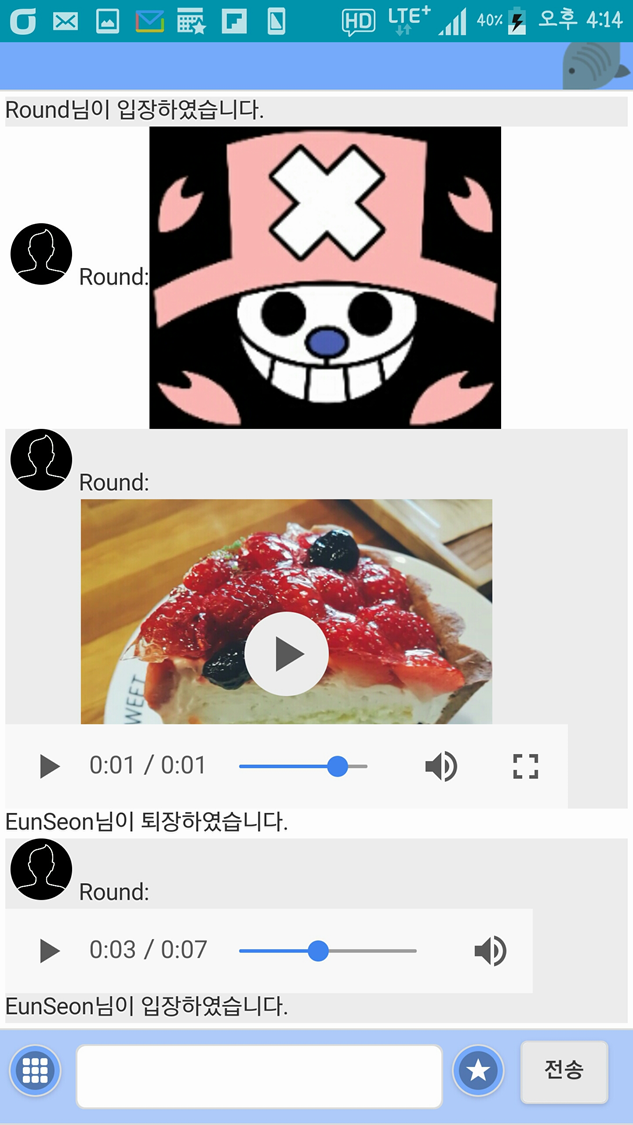 HD LTE+ 40% 오후 4:14
Round님이 입장하였습니다.
Round:
Round:
WEET
0:01 / 0:01
EunSeon님이 퇴장하였습니다.
Round:
0:03 / 0:07
EunSeon님이 입장하였습니다.
전송